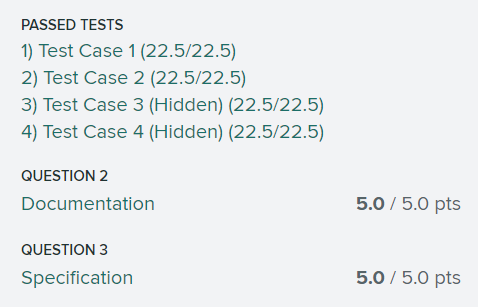 PASSED TESTS
1) Test Case 1 (22.5/22.5)
2) Test Case 2 (22.5/22.5)
3) Test Case 3 (Hidden) (22.5/22.5)
4) Test Case 4 (Hidden) (22.5/22.5)
QUESTION 2
Documentation 5.0 / 5.0 pts
QUESTION 3
Specification 5.0 / 5.0 pts